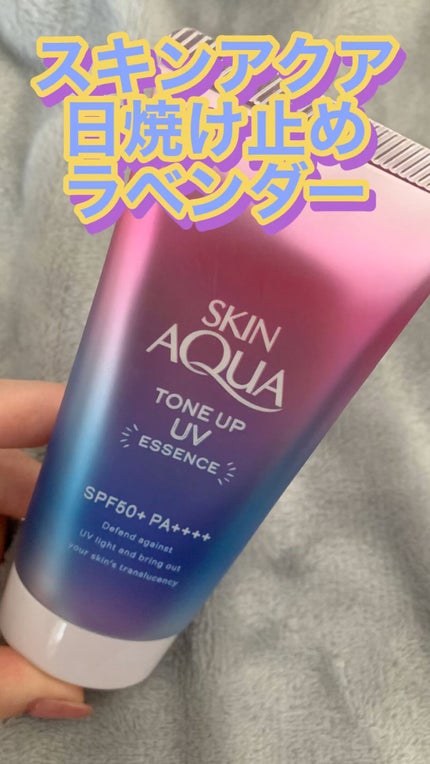 スキンアクア
日焼け止め
ラベンダー
SKIN
AQUA
TONE UP
UV
ESSENCE
SPF50+ PA++++
Defend against
UV light and bring out
your skin's translucency